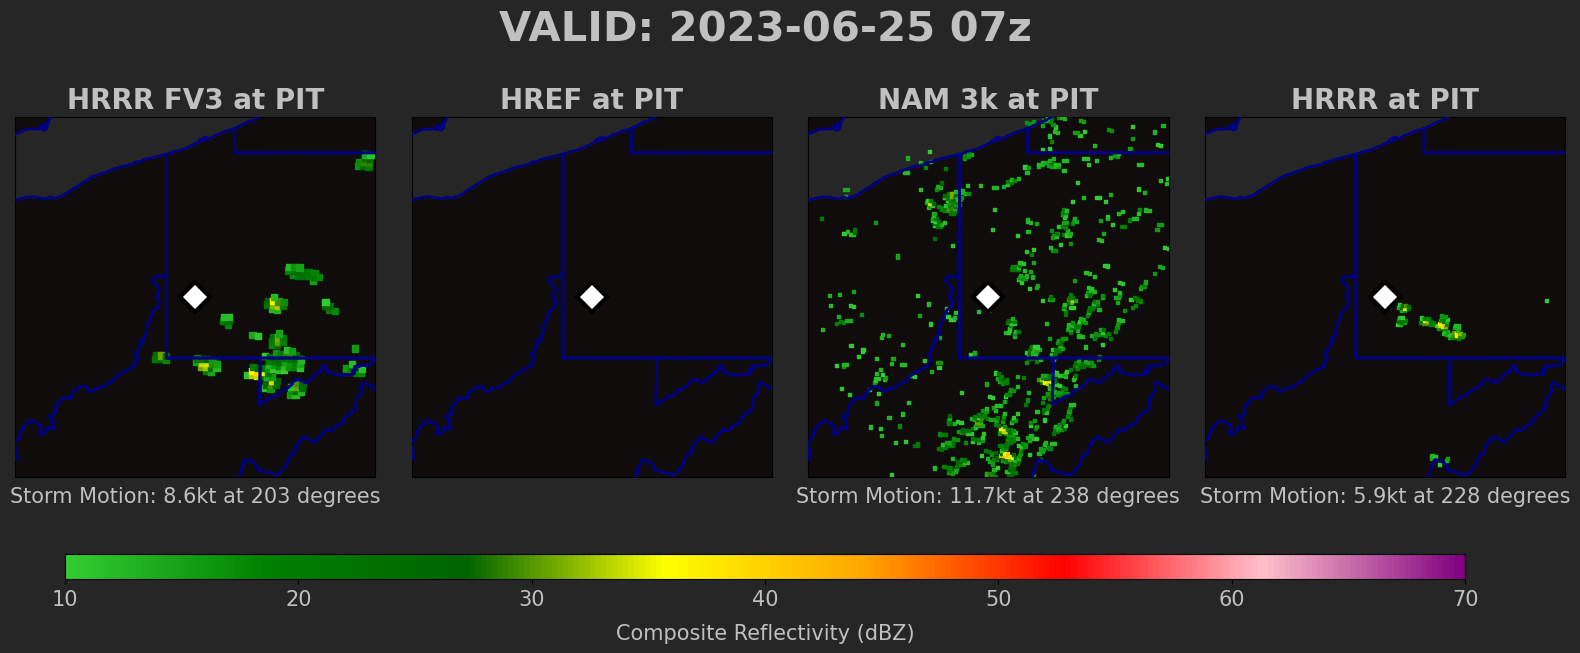 VALID: 2023-06-25 07z
HRRR FV3 at PIT
HREF at PIT
NAM 3k at PIT
HRRR at PIT
Storm Motion: 8.6kt at 203 degrees
Storm Motion: 11.7kt at 238 degrees
Storm Motion: 5.9kt at 228 degrees
10 20 30 40 50 60 70
Composite Reflectivity (dBZ)